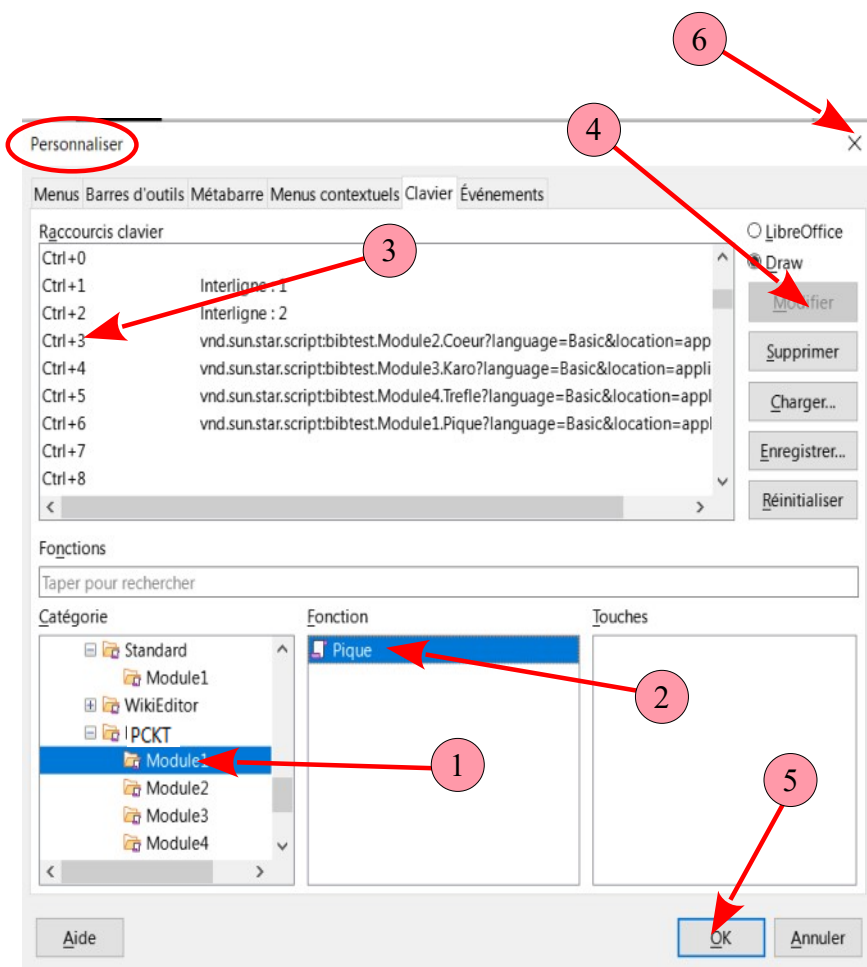 6
4
Personnaliser
Menus Barres d'outils Métabarre Menus contextuels Clavier Événements
Raccourcis clavier
LibreOffice
Draw
3
Ctrl+0
Ctrl+1 Interligne : 1
Ctrl+2 Interligne : 2
Ctrl+3 vnd.sun.star.script:bibtest.Module2.Coeur?language=Basic&location=app
Ctrl+4 vnd.sun.star.script:bibtest.Module3.Karo?language=Basic&location=appli
Ctrl+5 vnd.sun.star.script:bibtest.Module4.Trefle?language=Basic&location=appl
Ctrl+6 vnd.sun.star.script:bibtest.Module1.Pique?language=Basic&location=appl
Ctrl+7
Ctrl+8
Modifier
Supprimer
Charger...
Enregistrer...
Réinitialiser
Fonctions
Taper pour rechercher
Catégorie
Standard
Module1
WikiEditor
PCKT
Module1
Module2
Module3
Module4
Fonction
Pique
Touches
2
1
5
Aide
OK
Annuler